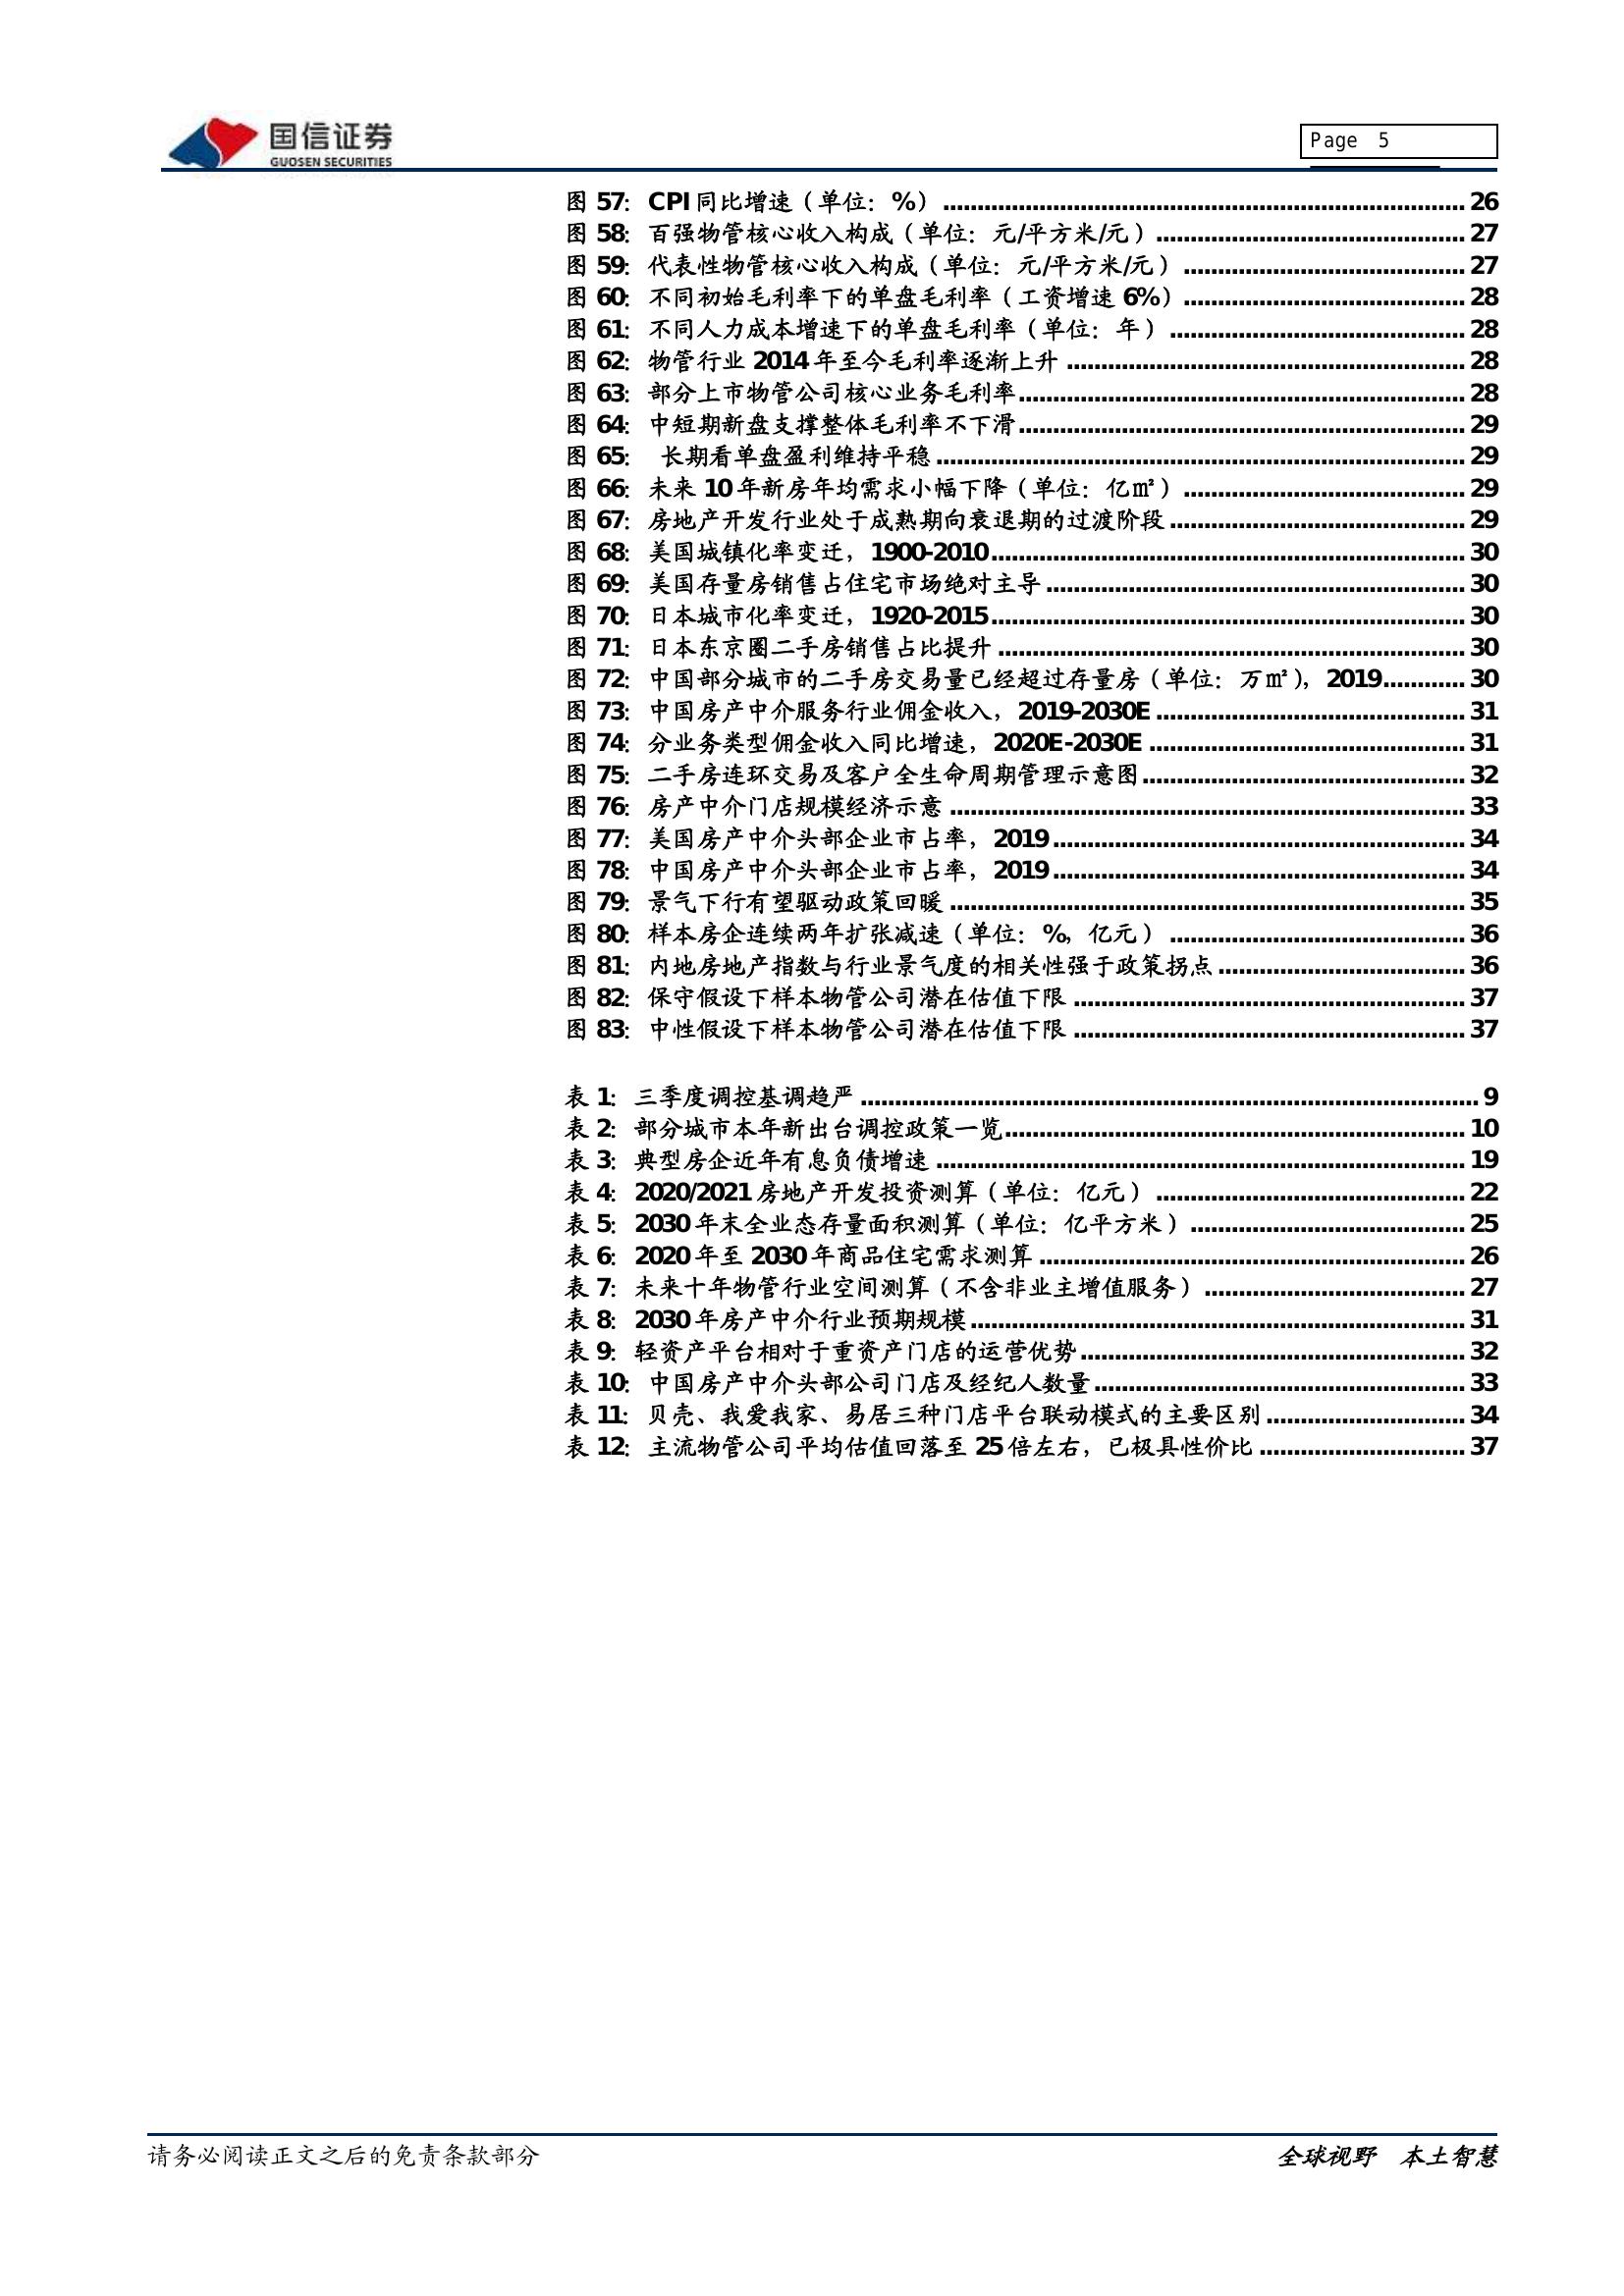 国信证券
GUOSEN SECURITIES
Page 5
图 57: CPI 同比增速（单位：%） 26
图 58: 百强物管核心收入构成（单位：元/平方米/元） 27
图 59: 代表性物管核心收入构成（单位：元/平方米/元） 27
图 60: 不同初始毛利率下的单盘毛利率（工资增速 6%） 28
图 61: 不同人力成本增速下的单盘毛利率（单位：年） 28
图 62: 物管行业 2014 年至今毛利率逐渐上升 28
图 63: 部分上市物管公司核心业务毛利率 28
图 64: 中短期新盘支撑整体毛利率不下滑 29
图 65: 长期看单盘盈利维持平稳 29
图 66: 未来 10 年新房年均需求小幅下降（单位：亿㎡） 29
图 67: 房地产开发行业处于成熟期向衰退期的过渡阶段 29
图 68: 美国城镇化率变迁，1900-2010 30
图 69: 美国存量房销售占住宅市场绝对主导 30
图 70: 日本城市化率变迁，1920-2015 30
图 71: 日本东京圈二手房销售占比提升 30
图 72: 中国部分城市的二手房交易量已经超过存量房（单位：万㎡），2019 30
图 73: 中国房产中介服务行业佣金收入，2019-2030E 31
图 74: 分业务类型佣金收入同比增速，2020E-2030E 31
图 75: 二手房连环交易及客户全生命周期管理示意图 32
图 76: 房产中介门店规模经济示意 33
图 77: 美国房产中介头部企业市占率，2019 34
图 78: 中国房产中介头部企业市占率，2019 34
图 79: 景气下行有望驱动政策回暖 35
图 80: 样本房企连续两年扩张减速（单位：%，亿元） 36
图 81: 内地房地产指数与行业景气度的相关性强于政策拐点 36
图 82: 保守假设下样本物管公司潜在估值下限 37
图 83: 中性假设下样本物管公司潜在估值下限 37
表 1: 三季度调控基调趋严 9
表 2: 部分城市本年新出台调控政策一览 10
表 3: 典型房企近年有息负债增速 19
表 4: 2020/2021 房地产开发投资测算（单位：亿元） 22
表 5: 2030 年末全业态存量面积测算（单位：亿平方米） 25
表 6: 2020 年至 2030 年商品住宅需求测算 26
表 7: 未来十年物管行业空间测算（不含非业主增值服务） 27
表 8: 2030 年房产中介行业预期规模 31
表 9: 轻资产平台相对于重资产门店的运营优势 32
表 10: 中国房产中介头部公司门店及经纪人数量 33
表 11: 贝壳、我爱我家、易居三种门店平台联动模式的主要区别 34
表 12: 主流物管公司平均估值回落至 25 倍左右，已极具性价比 37
请务必阅读正文之后的免责条款部分
全球视野 本土智慧